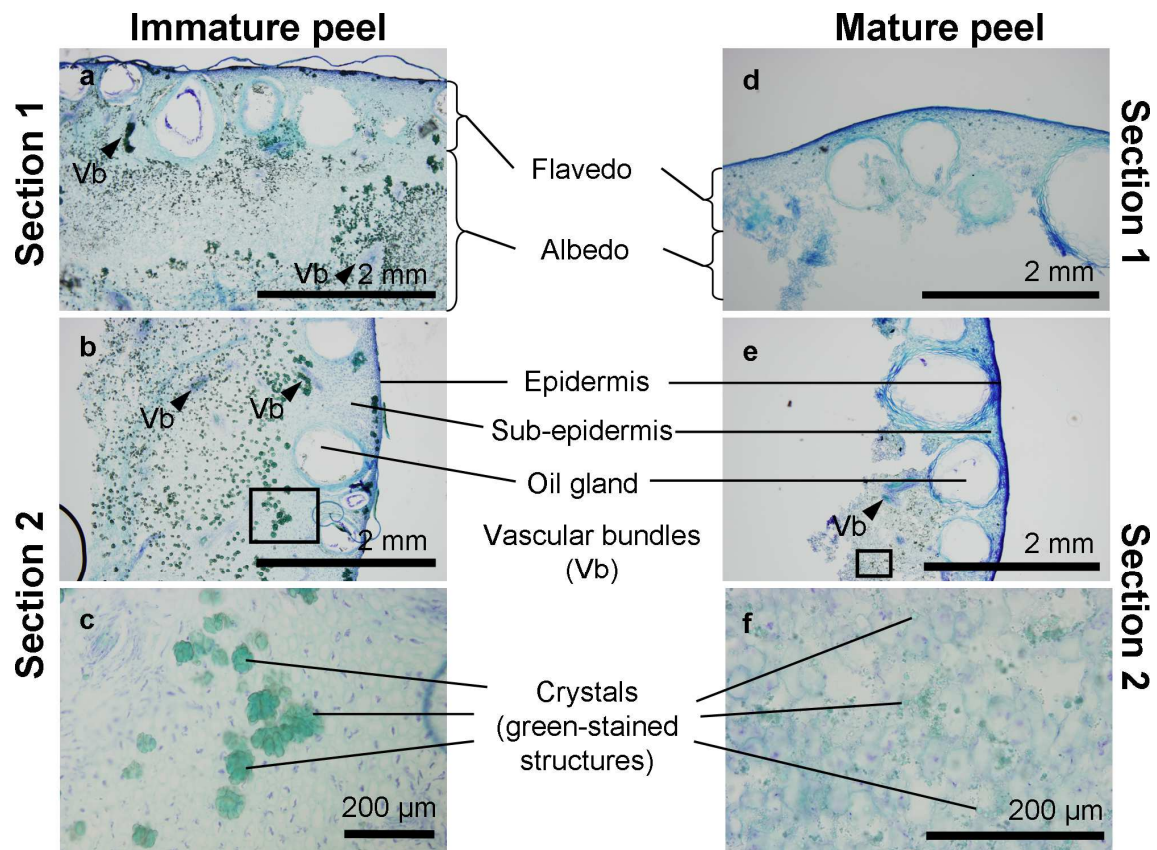 Immature peel
Mature peel
Section 1
a
Vb
Vb
2 mm
Flavedo
Albedo
d
2 mm
Section 1
Section 2
b
Vb
Vb
2 mm
Epidermis
Sub-epidermis
Oil gland
Vascular bundles
(Vb)
e
Vb
2 mm
Section 2
c
200 µm
Crystals
(green-stained
structures)
f
200 µm